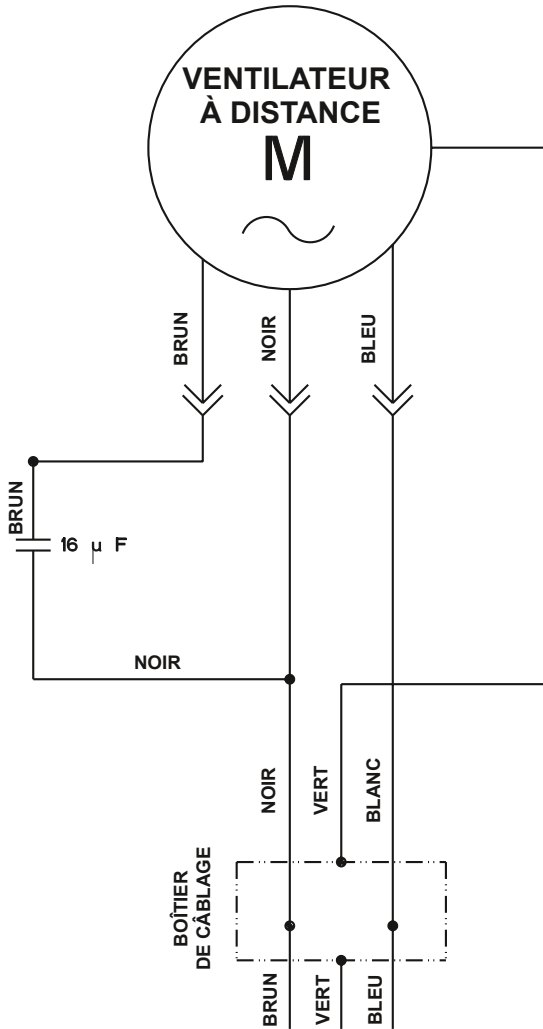 VENTILATEUR
À DISTANCE
M
BRUN
NOIR
BLEU
BRUN
16 µ F
NOIR
NOIR
VERT
BLANC
BOÎTIER
DE CÂBLAGE
BRUN
VERT
BLEU